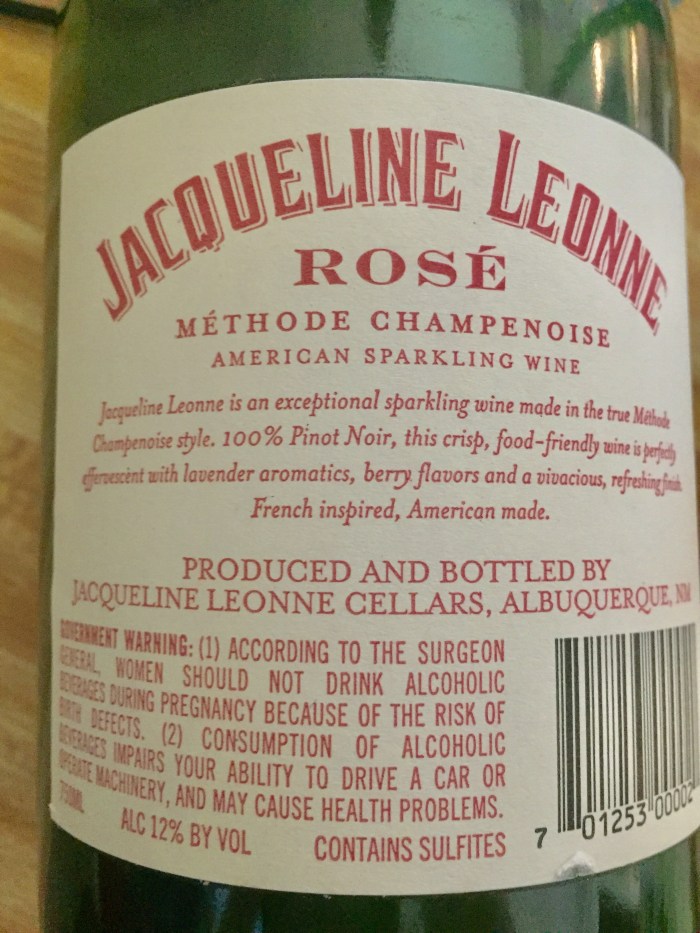 JACQUELINE LEONNE
ROSÉ
MÉTHODE CHAMPENOISE
AMERICAN SPARKLING WINE
Jacqueline Leonne is an exceptional sparkling wine made in the true Méthode
Champenoise style. 100% Pinot Noir, this crisp, food-friendly wine is perfectly
effervescent with lavender aromatics, berry flavors and a vivacious, refreshing finish.
French inspired, American made.
PRODUCED AND BOTTLED BY
JACQUELINE LEONNE CELLARS, ALBUQUERQUE, NM
GOVERNMENT WARNING: (1) ACCORDING TO THE SURGEON
GENERAL, WOMEN SHOULD NOT DRINK ALCOHOLIC
BEVERAGES DURING PREGNANCY BECAUSE OF THE RISK OF
BIRTH DEFECTS. (2) CONSUMPTION OF ALCOHOLIC
BEVERAGES IMPAIRS YOUR ABILITY TO DRIVE A CAR OR
OPERATE MACHINERY, AND MAY CAUSE HEALTH PROBLEMS.
750ML ALC 12% BY VOL CONTAINS SULFITES
7 01253 00002